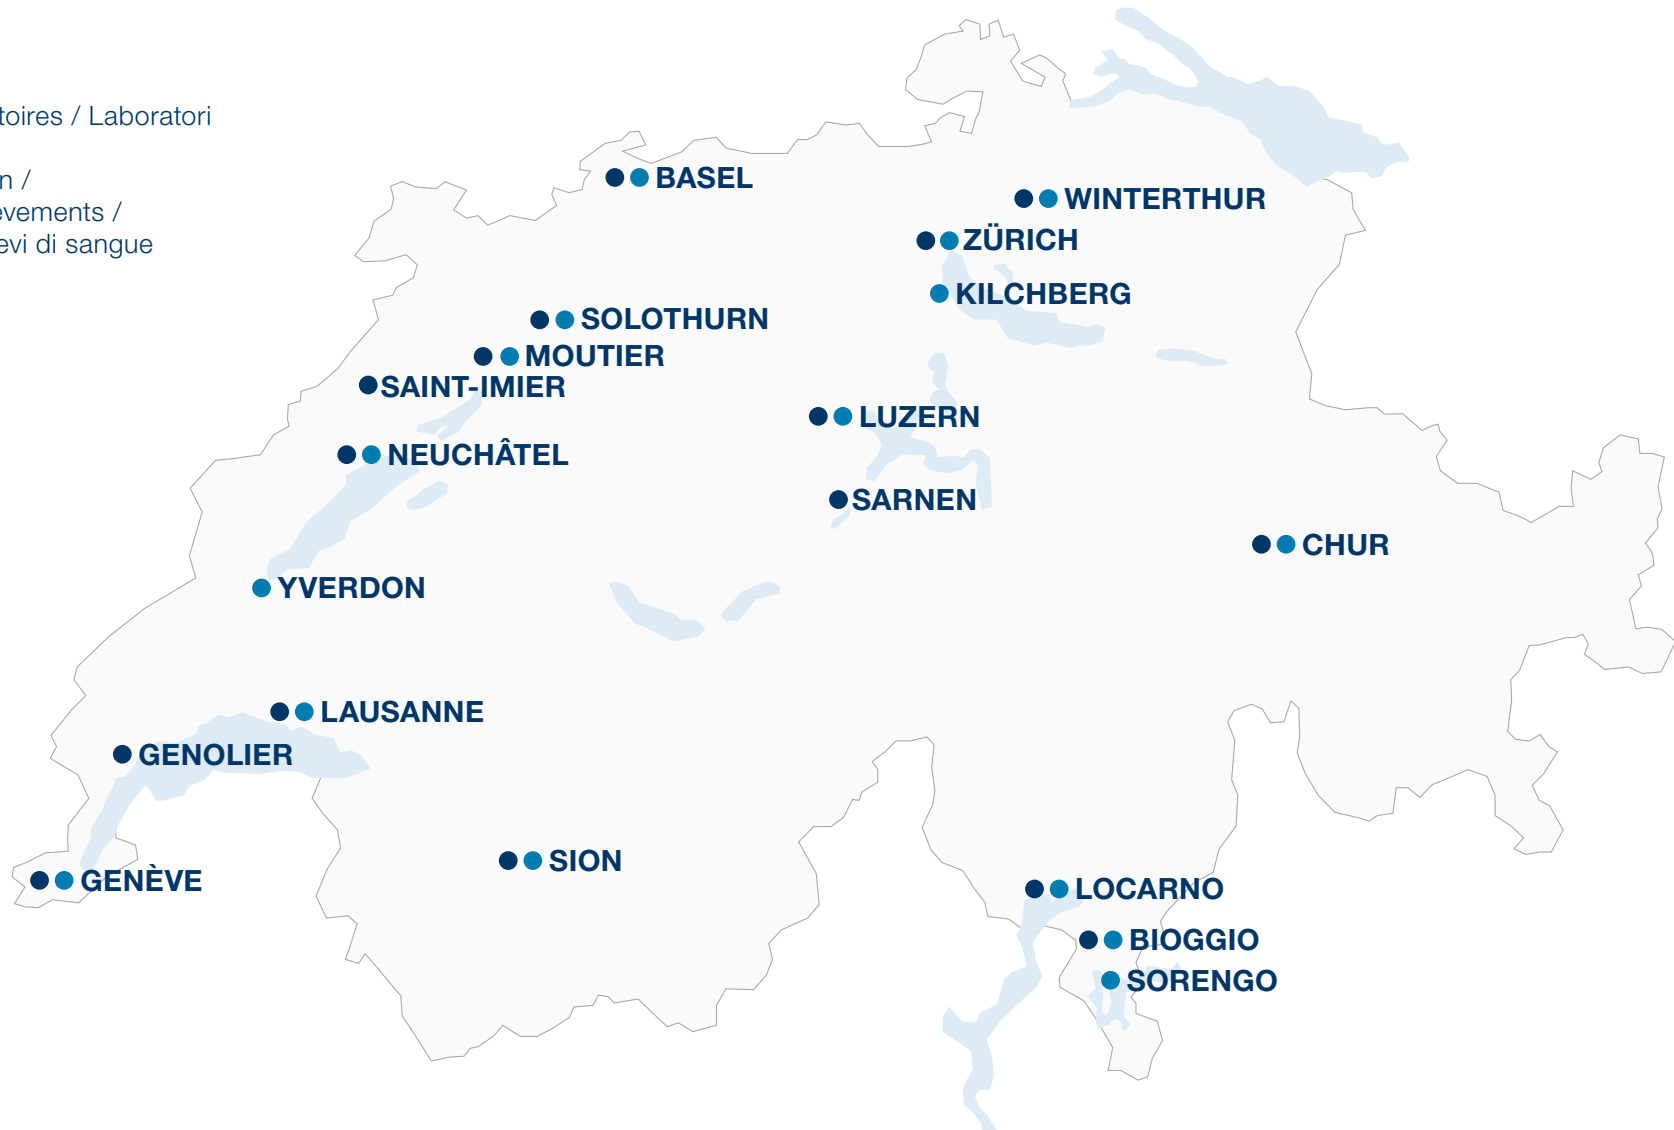 toires / Laboratori
n /
evements /
evi di sangue
BASEL
WINTERTHUR
ZÜRICH
KILCHBERG
SOLOTHURN
MOUTIER
SAINT-IMIER
LUZERN
NEUCHÂTEL
SARNEN
CHUR
YVERDON
LAUSANNE
GENOLIER
SION
GENÈVE
LOCARNO
BIOGGIO
SORENGO